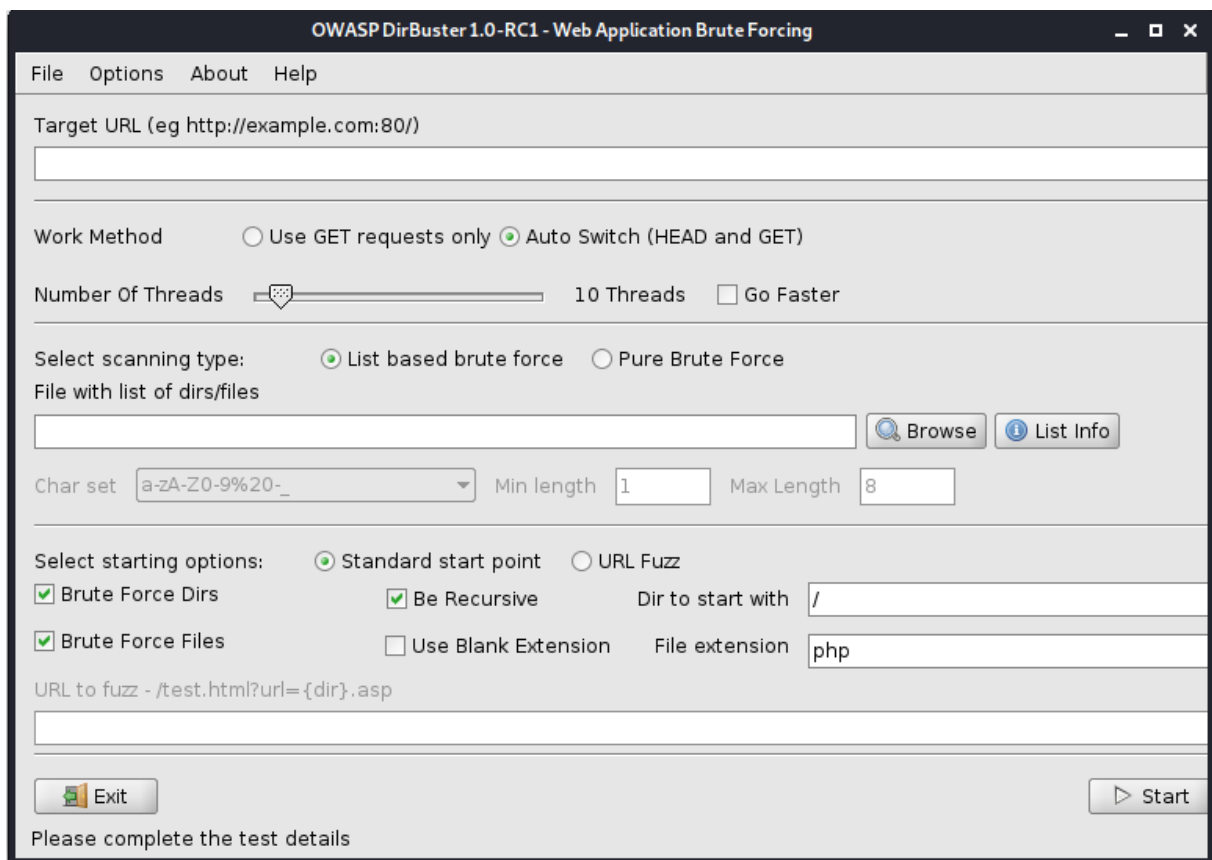 OWASP DirBuster 1.0-RC1 - Web Application Brute Forcing
File Options About Help
Target URL (eg http://example.com:80/)
Work Method Use GET requests only Auto Switch (HEAD and GET)
Number Of Threads 10 Threads Go Faster
Select scanning type: List based brute force Pure Brute Force
File with list of dirs/files
Browse List Info
Char set a-zA-Z0-9%20-_ Min length 1 Max Length 8
Select starting options: Standard start point URL Fuzz
Brute Force Dirs Be Recursive Dir to start with /
Brute Force Files Use Blank Extension File extension php
URL to fuzz - /test.html?url={dir}.asp
Exit Start
Please complete the test details